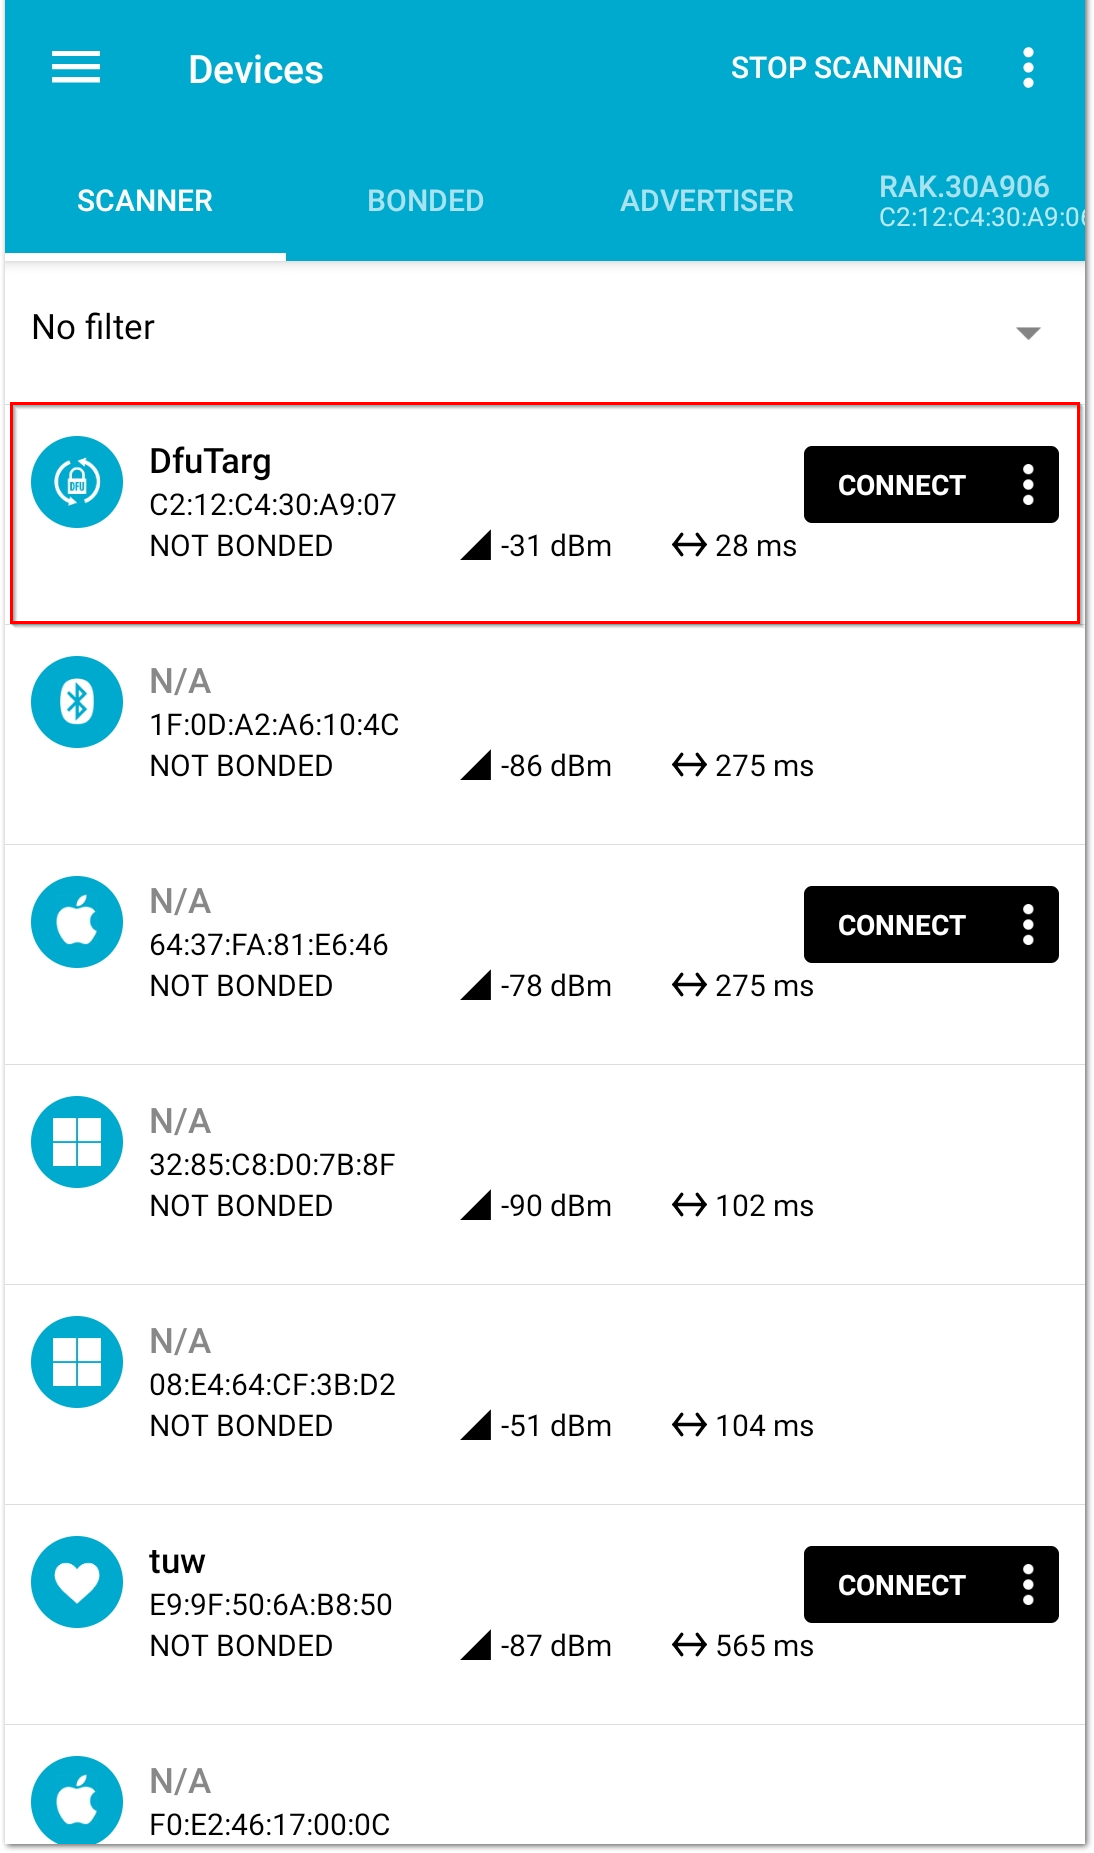 Devices
STOP SCANNING
SCANNER
BONDED
ADVERTISER
RAK.30A906
C2:12:C4:30:A9:06
No filter
DfuTarg
CONNECT
C2:12:C4:30:A9:07
NOT BONDED
-31 dBm
28 ms
DFU
N/A
1F:0D:A2:A6:10:4C
NOT BONDED
-86 dBm
275 ms
N/A
CONNECT
64:37:FA:81:E6:46
NOT BONDED
-78 dBm
275 ms
N/A
32:85:C8:D0:7B:8F
NOT BONDED
-90 dBm
102 ms
N/A
08:E4:64:CF:3B:D2
NOT BONDED
-51 dBm
104 ms
tuw
CONNECT
E9:9F:50:6A:B8:50
NOT BONDED
-87 dBm
565 ms
N/A
F0:E2:46:17:00:0C